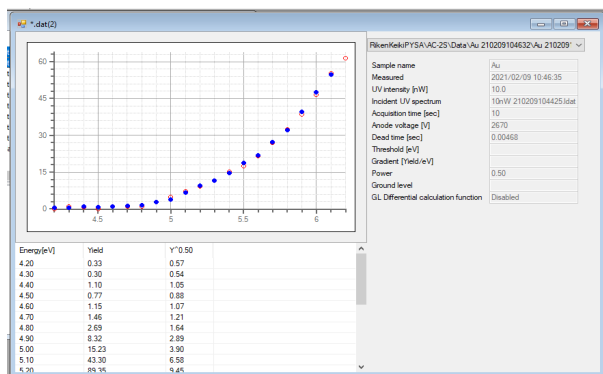 *.dat(2)
60
45
30
15
0
4.5 5 5.5 6
RikenKeikiPYSA\AC-2S\Data\Au 210209104632\Au 210209'
Sample name Au
Measured 2021/02/09 10:46:35
UV intensity [nW] 10.0
Incident UV spectrum 10nW 210209104425.ldat
Acquisition time [sec] 10
Anode voltage [V] 2670
Dead time [sec] 0.00468
Threshold [eV]
Gradient [Yield/eV]
Power 0.50
Ground level
GL Differential calculation function Disabled
Energy[eV] Yield Y^0.50
4.20 0.33 0.57
4.30 0.30 0.54
4.40 1.10 1.05
4.50 0.77 0.88
4.60 1.15 1.07
4.70 1.46 1.21
4.80 2.69 1.64
4.90 8.32 2.89
5.00 15.23 3.90
5.10 43.30 6.58
5.20 89.35 9.45